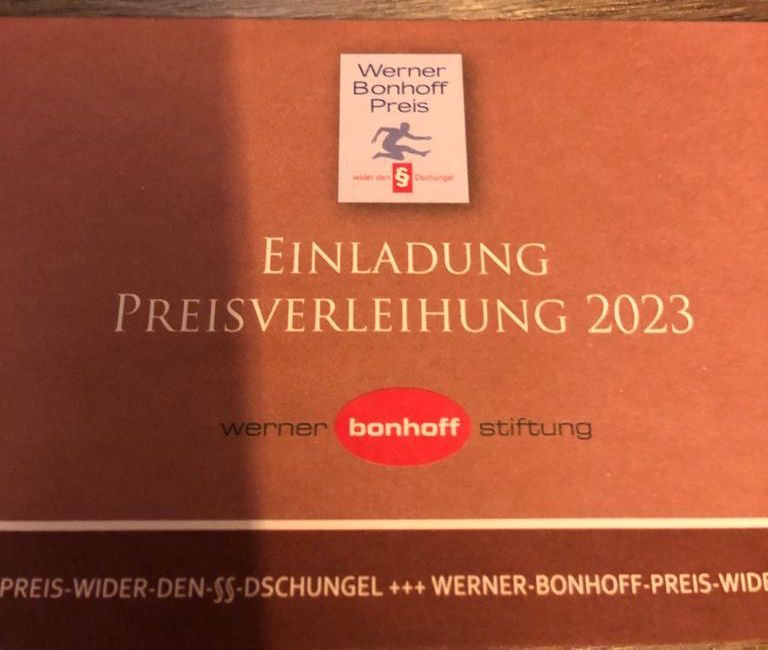 Werner
Bonhoff
Preis
wider den § Dschungel
EINLADUNG
PREISVERLEIHUNG 2023
werner bonhoff stiftung
PREIS-WIDER-DEN-§§-DSCHUNGEL +++ WERNER-BONHOFF-PREIS-WIDE